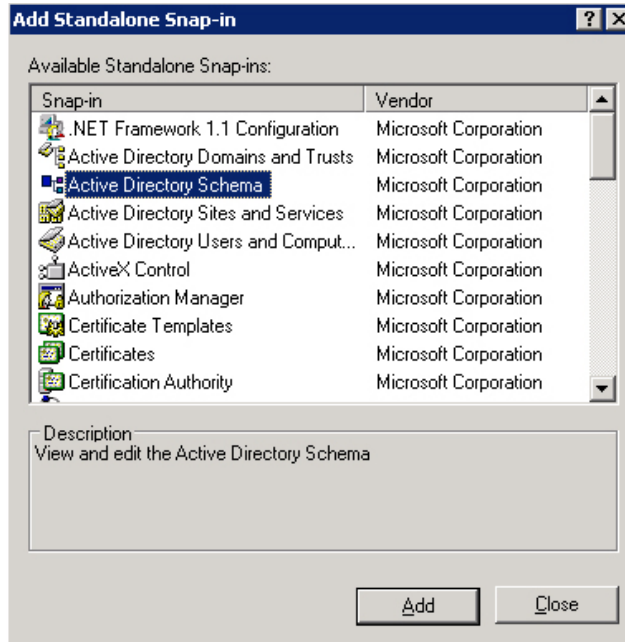 Add Standalone Snap-in
Available Standalone Snap-ins:
Snap-in Vendor
.NET Framework 1.1 Configuration Microsoft Corporation
Active Directory Domains and Trusts Microsoft Corporation
Active Directory Schema Microsoft Corporation
Active Directory Sites and Services Microsoft Corporation
Active Directory Users and Comput... Microsoft Corporation
ActiveX Control Microsoft Corporation
Authorization Manager Microsoft Corporation
Certificate Templates Microsoft Corporation
Certificates Microsoft Corporation
Certification Authority Microsoft Corporation
Description
View and edit the Active Directory Schema
Add Close